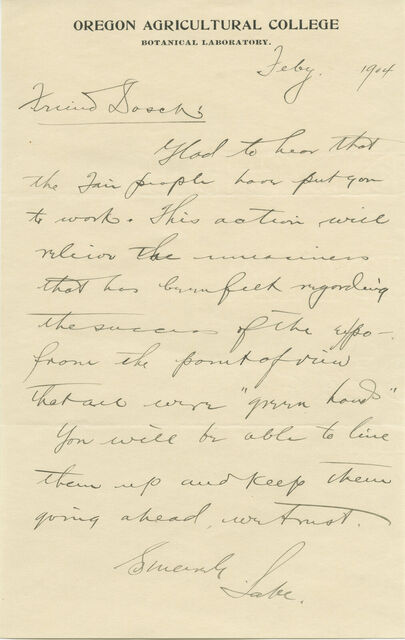 OREGON AGRICULTURAL COLLEGE
BOTANICAL LABORATORY.
Feby. 1904
Friend Dosch;
Glad to hear that
the Fair people have put you
to work. This action will
relieve the uneasiness
that has been felt regarding
the success of the expo-
from the point of view
that all were "green hands"
You will be able to line
them up and keep them
going ahead, we trust.
Sincerely
Lake.